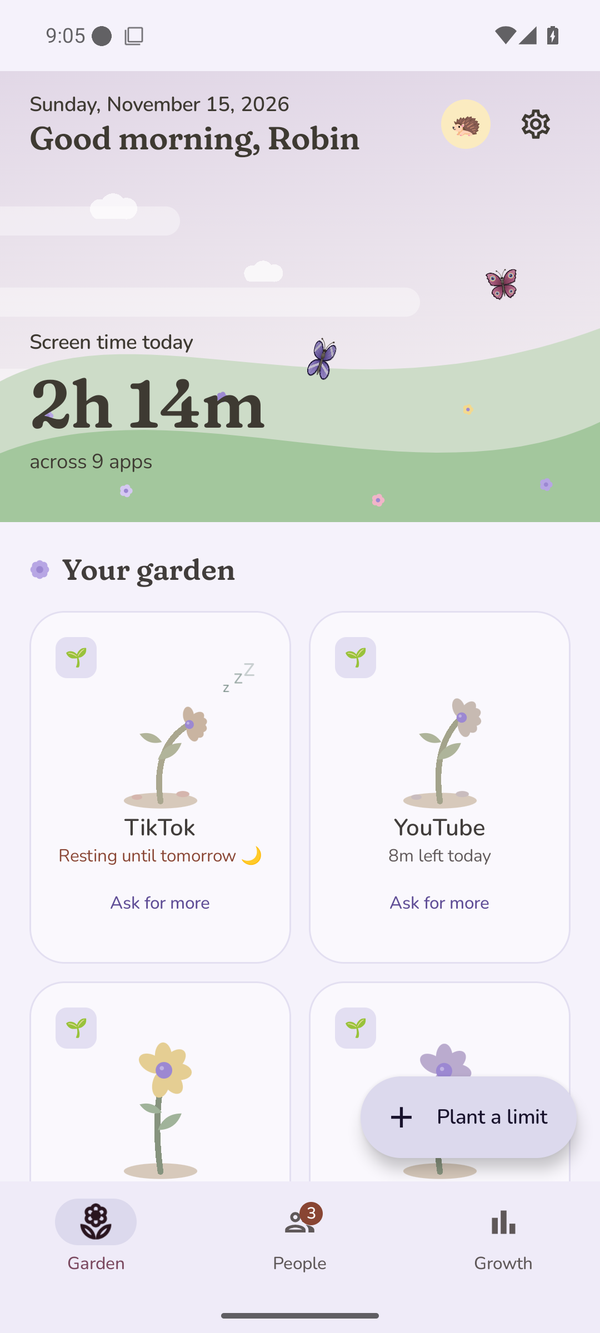 9:05
Sunday, November 15, 2026
Good morning, Robin
Screen time today
2h 14m
across 9 apps
Your garden
z z Z
TikTok
Resting until tomorrow 🌙
Ask for more
YouTube
8m left today
Ask for more
+ Plant a limit
Garden
3
People
Growth